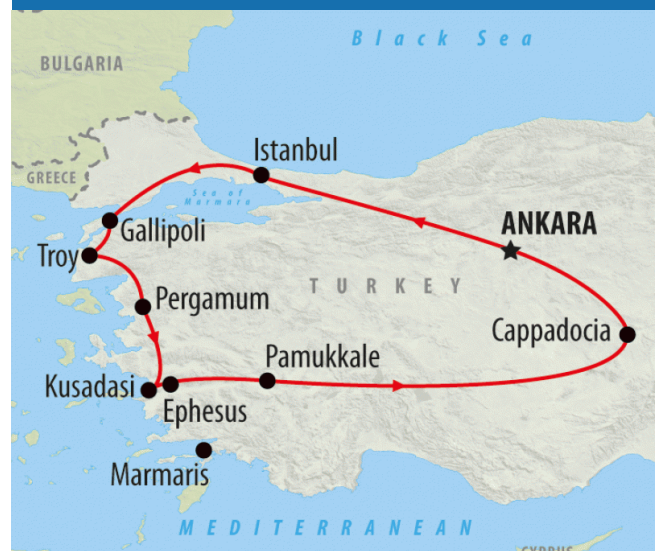 Black Sea
BULGARIA
Istanbul
GREECE
Sea of
Marmara
Gallipoli
ANKARA
Troy
TURKEY
Pergamum
Cappadocia
Pamukkale
Kusadasi
Ephesus
Marmaris
MEDITERRANEAN
CYPRUS